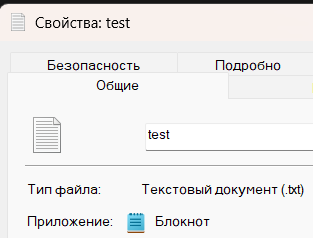 Свойства: test
Безопасность Подробно
Общие
test
Тип файла: Текстовый документ (.txt)
Приложение: Блокнот